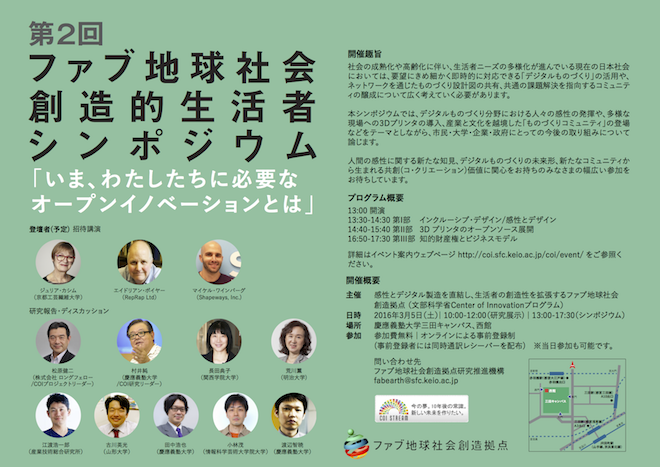 第2回
ファブ地球社会
創造的生活者
シンポジウム
「いま、わたしたちに必要な
オープンイノベーションとは」
登壇者(予定) 招待講演
ジュリア・カシム
(京都工芸繊維大学)
エイドリアン・ボイヤー
(RepRap Ltd)
マイケル・ワインバーグ
(Shapeways, Inc.)
研究報告・ディスカッション
松原健二
(株式会社 ロングフェロー
/COIプロジェクトリーダー)
村井純
(慶應義塾大学
/COI研究リーダー)
長田典子
(関西学院大学)
荒川薫
(明治大学)
江渡浩一郎
(産業技術総合研究所)
古川英光
(山形大学)
田中浩也
(慶應義塾大学)
小林茂
(情報科学芸術大学院大学)
渡辺智暁
(慶應義塾大学)
開催趣旨
社会の成熟化や高齢化に伴い、生活者ニーズの多様化が進んでいる現在の日本社会
においては、要望にきめ細かく即時的に対応できる「デジタルものづくり」の活用や、
ネットワークを通じたものづくり設計図の共有、共通の課題解決を指向するコミュニティ
の醸成について広く考えていく必要があります。
本シンポジウムでは、デジタルものづくり分野における人々の感性の発揮や、多様な
現場への3Dプリンタの導入、産業と文化を越境した「ものづくりコミュニティ」の登場
などをテーマとしながら、市民・大学・企業・政府にとっての今後の取り組みについて
論じます。
人間の感性に関する新たな知見、デジタルものづくりの未来形、新たなコミュニティか
ら生まれる共創(コ・クリエーション)価値に関心をお持ちのみなさまの幅広い参加を
お待ちしています。
プログラム概要
13:00 開演
13:30-14:30 第I部 インクルーシブ・デザイン/感性とデザイン
14:40-15:40 第II部 3D プリンタのオープンソース展開
16:50-17:30 第III部 知的財産権とビジネスモデル
詳細はイベント案内ウェブページ http://coi.sfc.keio.ac.jp/coi/event/ をご参照く
ださい。
開催概要
主催 感性とデジタル製造を直結し、生活者の創造性を拡張するファブ地球社会
創造拠点 (文部科学省Center of Innovationプログラム)
日時 2016年3月5日(土) | 10:00-12:00(研究展示) | 13:00-17:30(シンポジウム)
場所 慶應義塾大学三田キャンパス、西館
参加 参加費無料 | オンラインによる事前登録制
(事前登録者には同時通訳レシーバーを配布) ※当日参加も可能です。
問い合わせ先
ファブ地球社会創造拠点研究推進機構
fabearth@sfc.keio.ac.jp
COI STREAM
今の夢。10年後の常識。
新しい未来を作りたい。
ファブ地球社会創造拠点